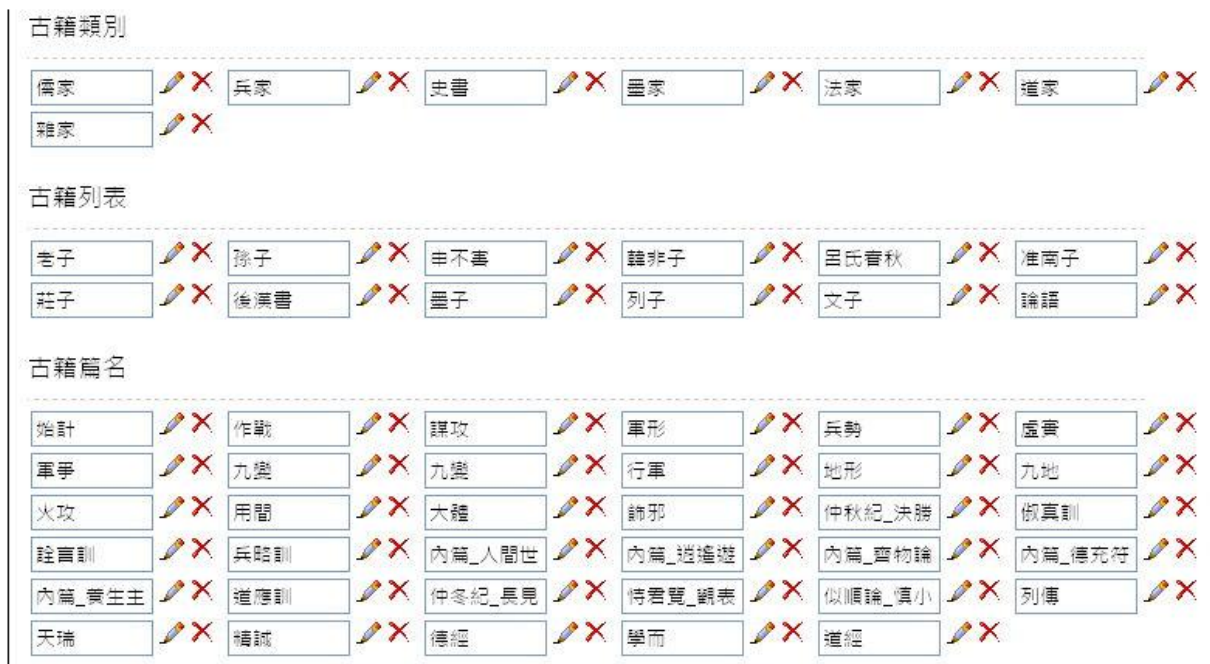 古籍類別
儒家 兵家 史書 墨家 法家 道家
雜家
古籍列表
老子 孫子 申不害 韓非子 呂氏春秋 淮南子
莊子 後漢書 墨子 列子 文子 論語
古籍篇名
始計 作戰 謀攻 軍形 兵勢 虛實
軍爭 九變 九變 行軍 地形 九地
火攻 用間 大體 飾邪 仲秋紀_決勝 俶真訓
詮言訓 兵略訓 內篇_人間世 內篇_逍遙遊 內篇_齊物論 內篇_德充符
內篇_養生主 道應訓 仲冬紀_長見 恃君覽_觀表 似順論_慎小 列傳
天瑞 精誠 德經 學而 道經